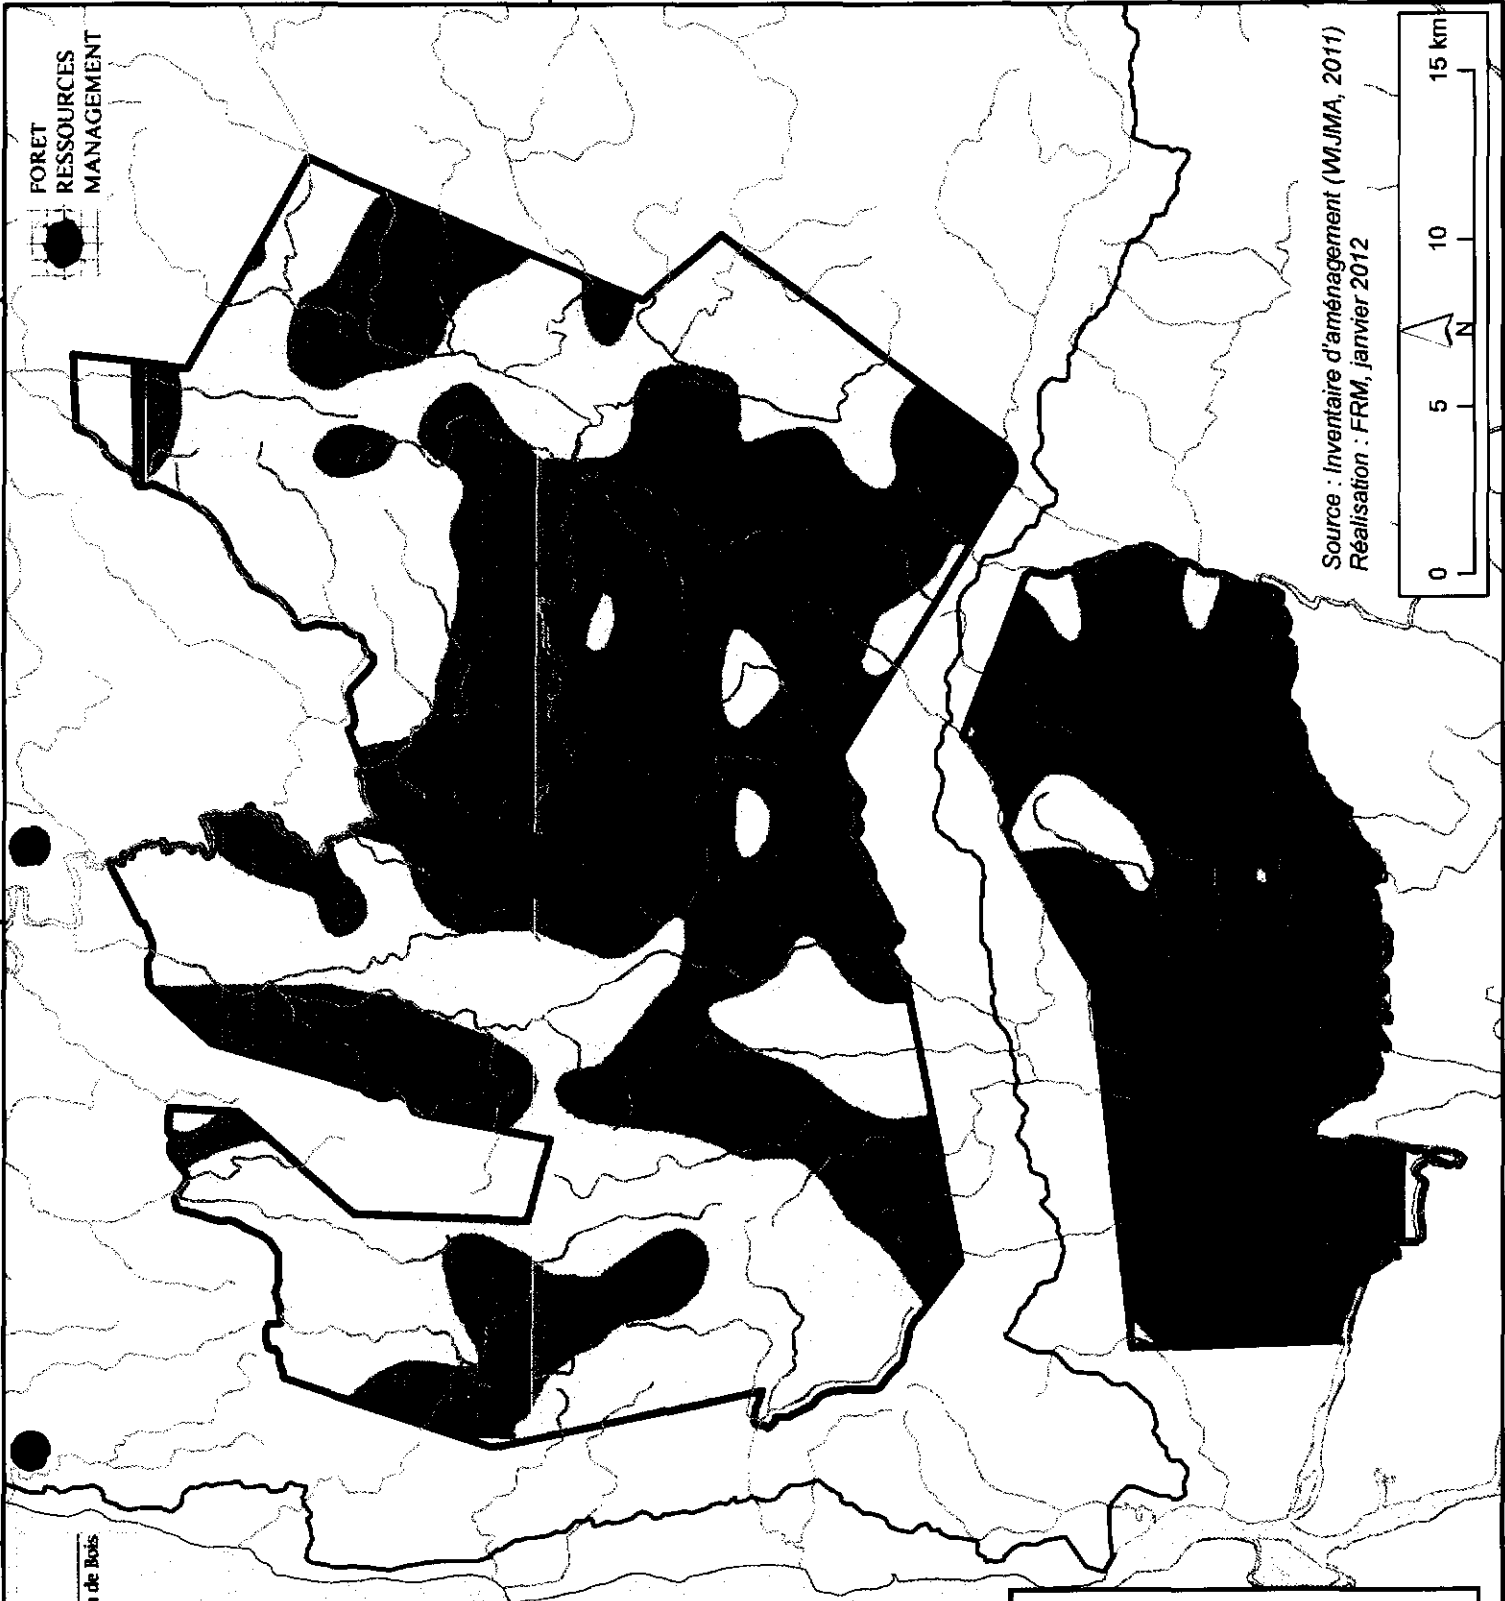 FORET
RESSOURCES
MANAGEMENT
de Bois
Source : Inventaire d'aménagement (WIJMA, 2011)
Réalisation : FRM, janvier 2012
0 5 10 15 km
N